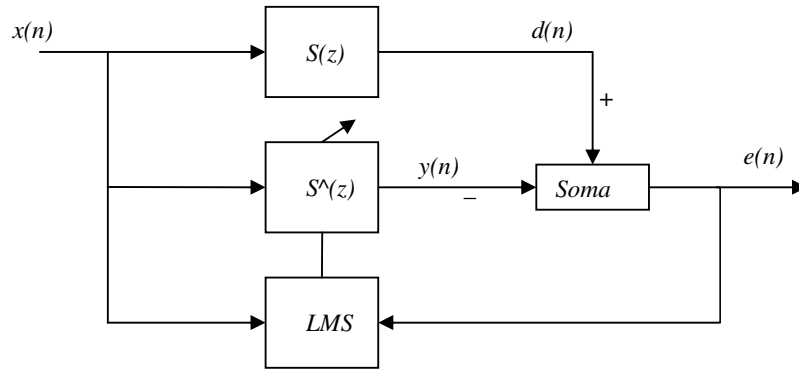 x(n)
S(z)
d(n)
+
S^(z)
y(n)
–
Soma
e(n)
LMS